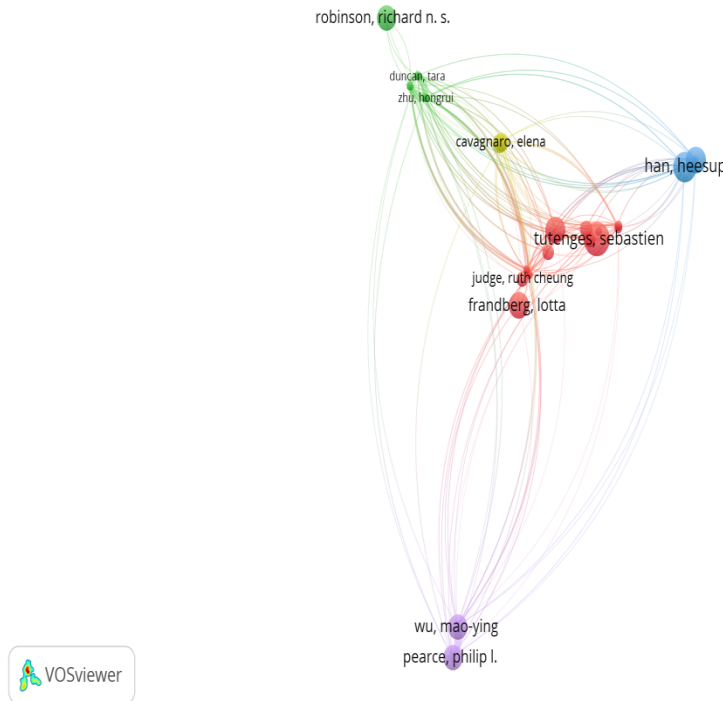 robinson, richard n. s.
duncan, tara
zhu, hongrui
cavagnaro, elena
han, heesup
tutenges, sebastien
judge, ruth cheung
frandberg, lotta
wu, mao-ying
pearce, philip l.
VOSviewer